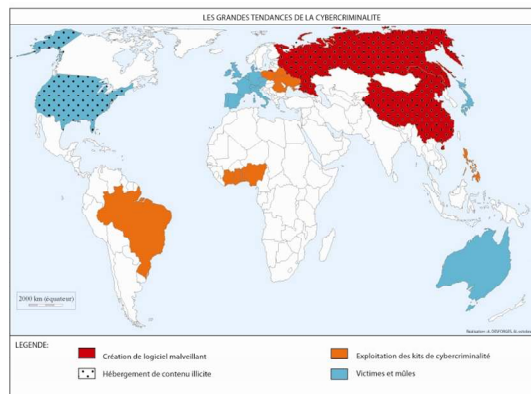 LES GRANDES TENDANCES DE LA CYBERCRIMINALITE
2000 km (équateur)
LEGENDE:
Création de logiciel malveillant
Exploitation des kits de cybercriminalité
Hébergement de contenu illicite
Victimes et mûles